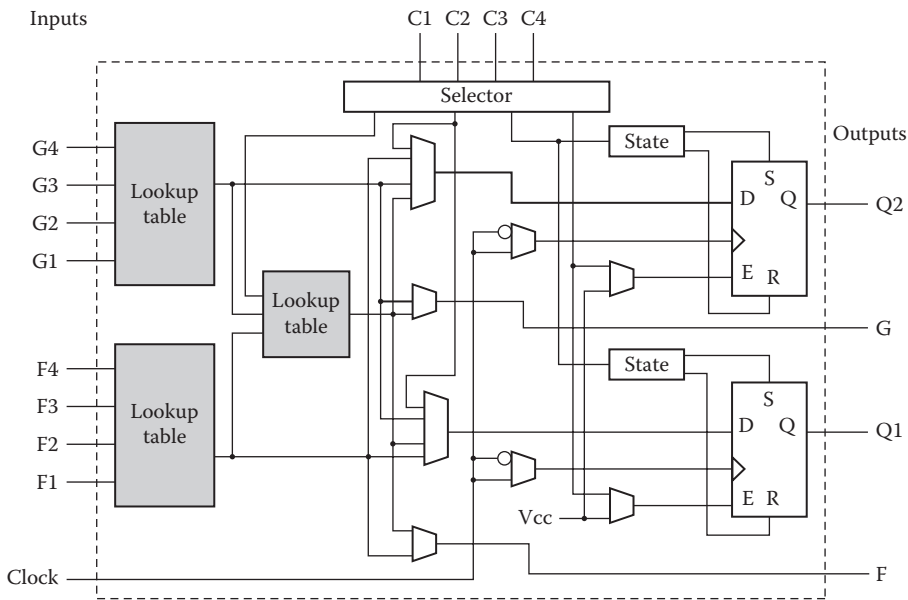 Inputs
C1 C2 C3 C4
Selector
State
Outputs
G4
G3
G2
G1
Lookup
table
S
D Q
Q2
E R
Lookup
table
G
F4
F3
F2
F1
Lookup
table
State
S
D Q
Q1
E R
Vcc
Clock
F